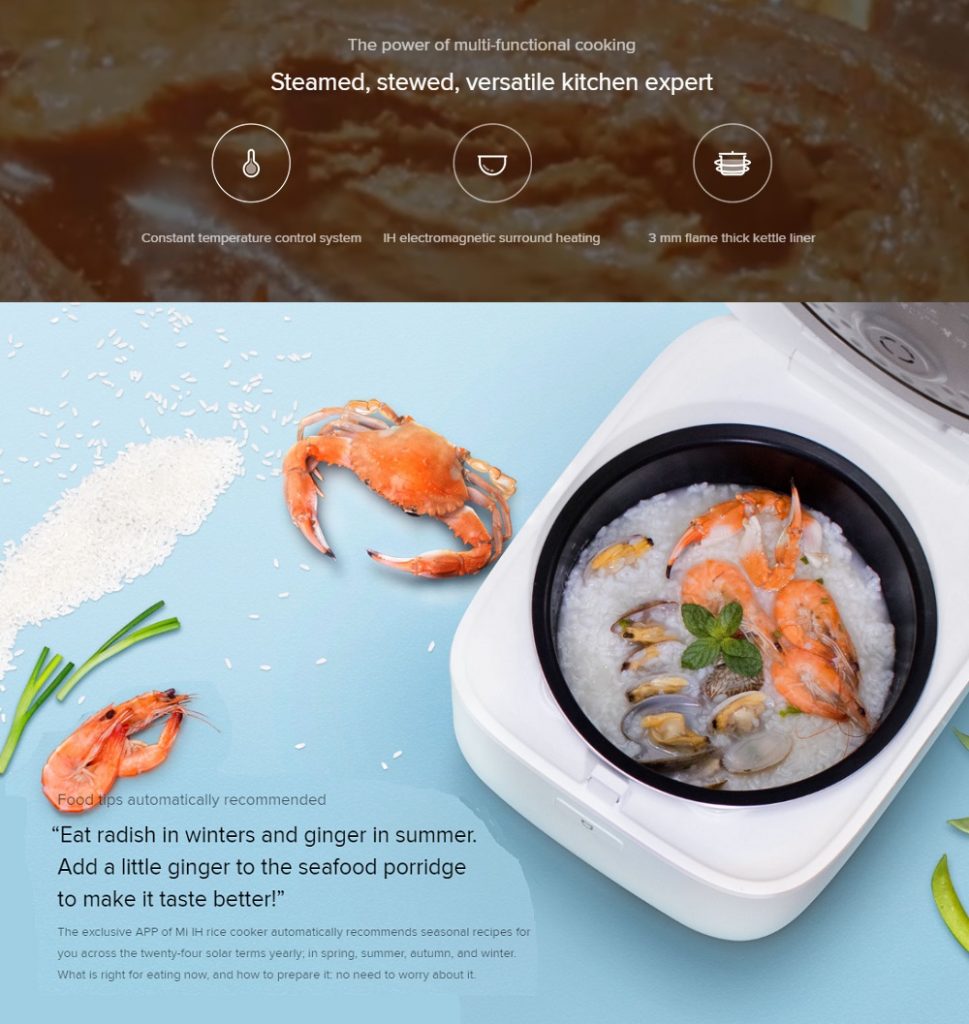 The power of multi-functional cooking
Steamed, stewed, versatile kitchen expert
Constant temperature control system
IH electromagnetic surround heating
3 mm flame thick kettle liner
Food tips automatically recommended
“Eat radish in winters and ginger in summer.
Add a little ginger to the seafood porridge
to make it taste better!”
The exclusive APP of Mi IH rice cooker automatically recommends seasonal recipes for
you across the twenty-four solar terms yearly; in spring, summer, autumn, and winter.
What is right for eating now, and how to prepare it: no need to worry about it.